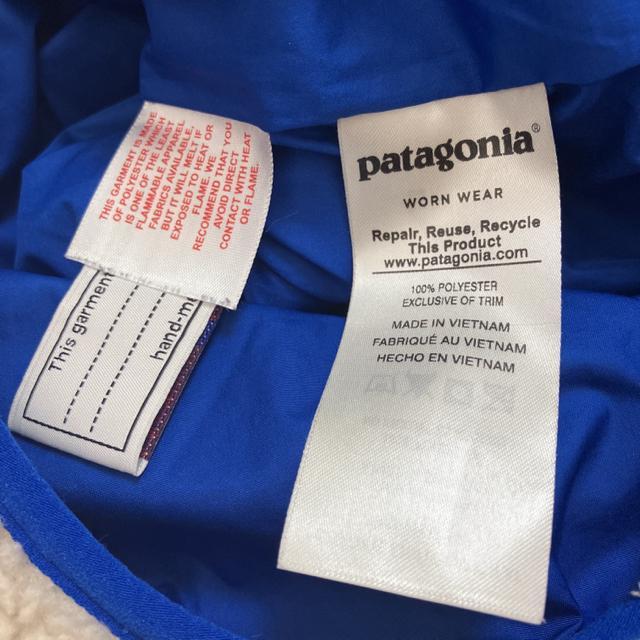 THIS GARMENT IS MADE
OF POLYESTER WHICH
IS ONE OF THE LEAST
FLAMMABLE APPAREL
FABRICS AVAILABLE,
BUT IT WILL MELT IF
EXPOSED TO HEAT OR
FLAME. WE
RECOMMEND THAT YOU
AVOID DIRECT
CONTACT WITH HEAT
OR FLAME.
This garmen
hand-m
patagonia®
WORN WEAR
Repair, Reuse, Recycle
This Product
www.patagonia.com
100% POLYESTER
EXCLUSIVE OF TRIM
MADE IN VIETNAM
FABRIQUÉ AU VIETNAM
HECHO EN VIETNAM